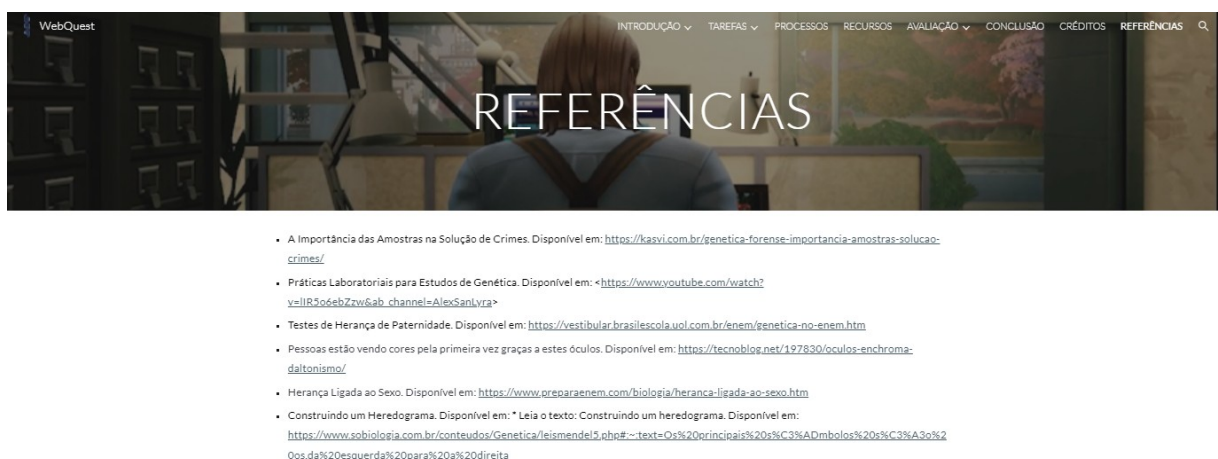 WebQuest
INTRODUÇÃO TAREFAS PROCESSOS RECURSOS AVALIAÇÃO CONCLUSÃO CRÉDITOS REFERÊNCIAS
REFERÊNCIAS
A Importância das Amostras na Solução de Crimes. Disponível em: https://kasvi.com.br/genetica-forense-importancia-amostras-solucao-
crimes/
Práticas Laboratoriais para Estudos de Genética. Disponível em: <https://www.youtube.com/watch?
v=lIR5o6ebZzw&ab_channel=AlexSanLyra>
Testes de Herança de Paternidade. Disponível em: https://vestibular.brasilescola.uol.com.br/enem/genetica-no-enem.htm
Pessoas estão vendo cores pela primeira vez graças a estes óculos. Disponível em: https://tecnoblog.net/197830/oculos-enchroma-
daltonismo/
Herança Ligada ao Sexo. Disponível em: https://www.preparaenem.com/biologia/heranca-ligada-ao-sexo.htm
Construindo um Heredograma. Disponível em: * Leia o texto: Construindo um heredograma. Disponível em:
https://www.sobiologia.com.br/conteudos/Genetica/leismendel5.php#:~:text=Os%20principais%20s%C3%ADmbolos%20s%C3%A3o%2
0os,da%20esquerda%20para%20a%20direita